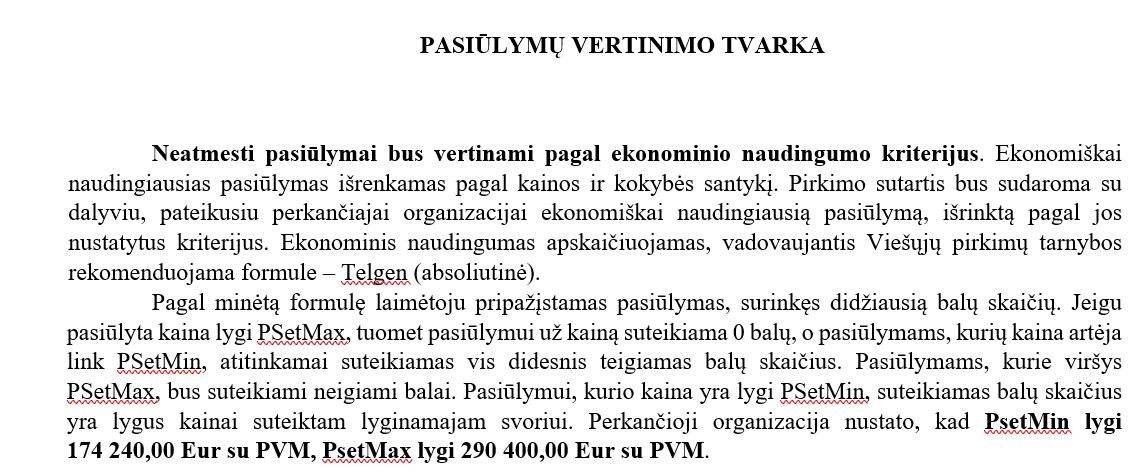 PASIŪLYMŲ VERTINIMO TVARKA
Neatmesti pasiūlymai bus vertinami pagal ekonominio naudingumo kriterijus. Ekonomiškai
naudingiausias pasiūlymas išrenkamas pagal kainos ir kokybės santykį. Pirkimo sutartis bus sudaroma su
dalyviu, pateikusiu perkančiajai organizacijai ekonomiškai naudingiausią pasiūlymą, išrinktą pagal jos
nustatytus kriterijus. Ekonominis naudingumas apskaičiuojamas, vadovaujantis Viešųjų pirkimų tarnybos
rekomenduojama formule – Telgen (absoliutinė).
Pagal minėtą formulę laimėtoju pripažįstamas pasiūlymas, surinkęs didžiausią balų skaičių. Jeigu
pasiūlyta kaina lygi PSetMax, tuomet pasiūlymui už kainą suteikiama 0 balų, o pasiūlymams, kurių kaina artėja
link PSetMin, atitinkamai suteikiamas vis didesnis teigiamas balų skaičius. Pasiūlymams, kurie viršys
PSetMax, bus suteikiami neigiami balai. Pasiūlymui, kurio kaina yra lygi PSetMin, suteikiamas balų skaičius
yra lygus kainai suteiktam lyginamajam svoriui. Perkančioji organizacija nustato, kad PsetMin lygi
174 240,00 Eur su PVM, PsetMax lygi 290 400,00 Eur su PVM.